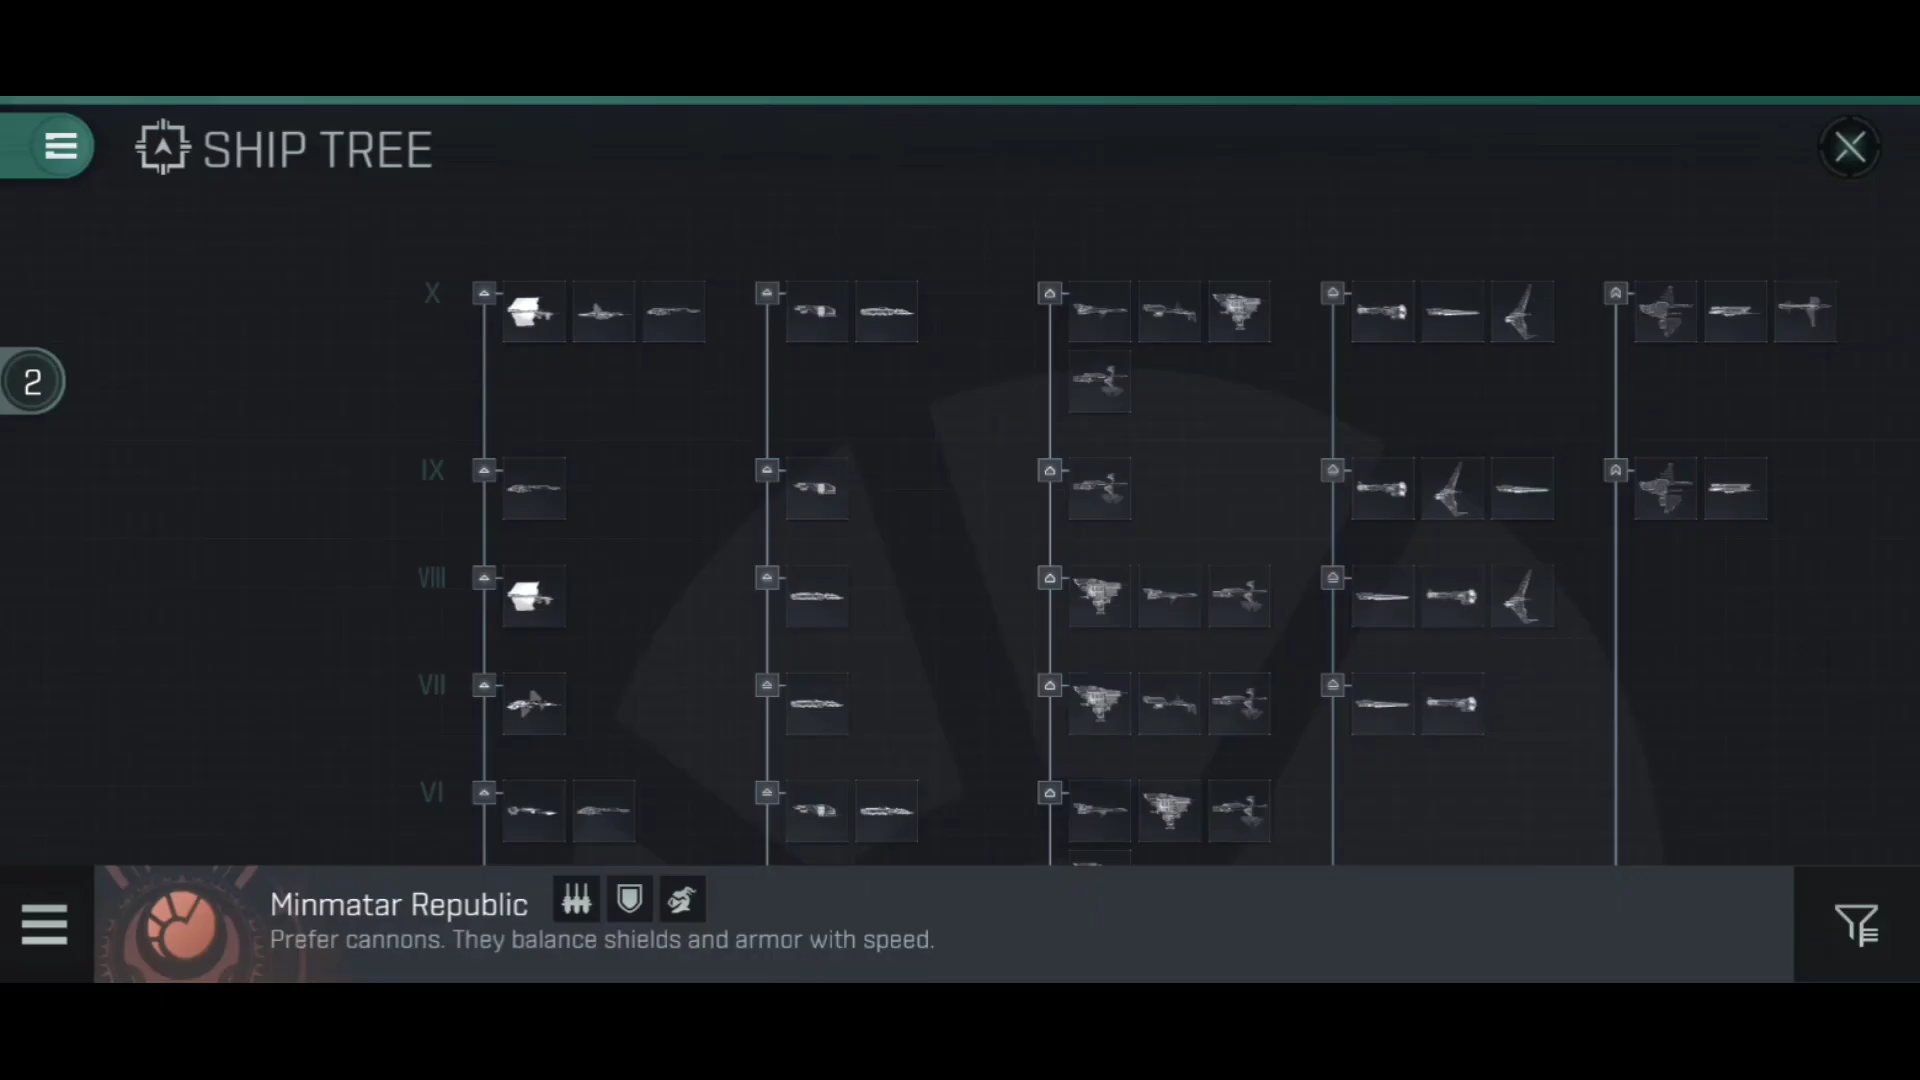 SHIP TREE
X
2
IX
VIII
VII
VI
Minmatar Republic
Prefer cannons. They balance shields and armor with speed.